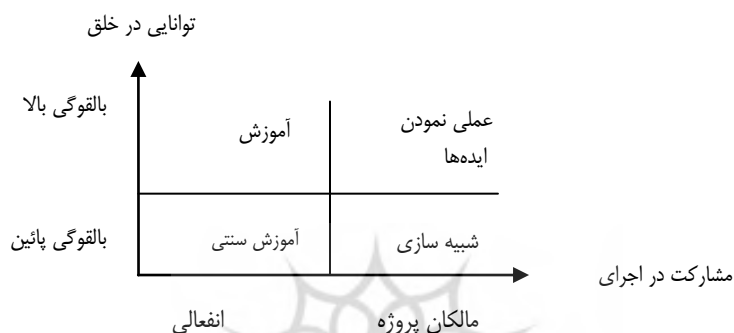 توانایی در خلق
بالقوگی بالا
آموزش
عملی نمودن
ایده‌ها
بالقوگی پائین
آموزش سنتی
شبیه سازی
مشارکت در اجرای
انفعالی
مالکان پروژه